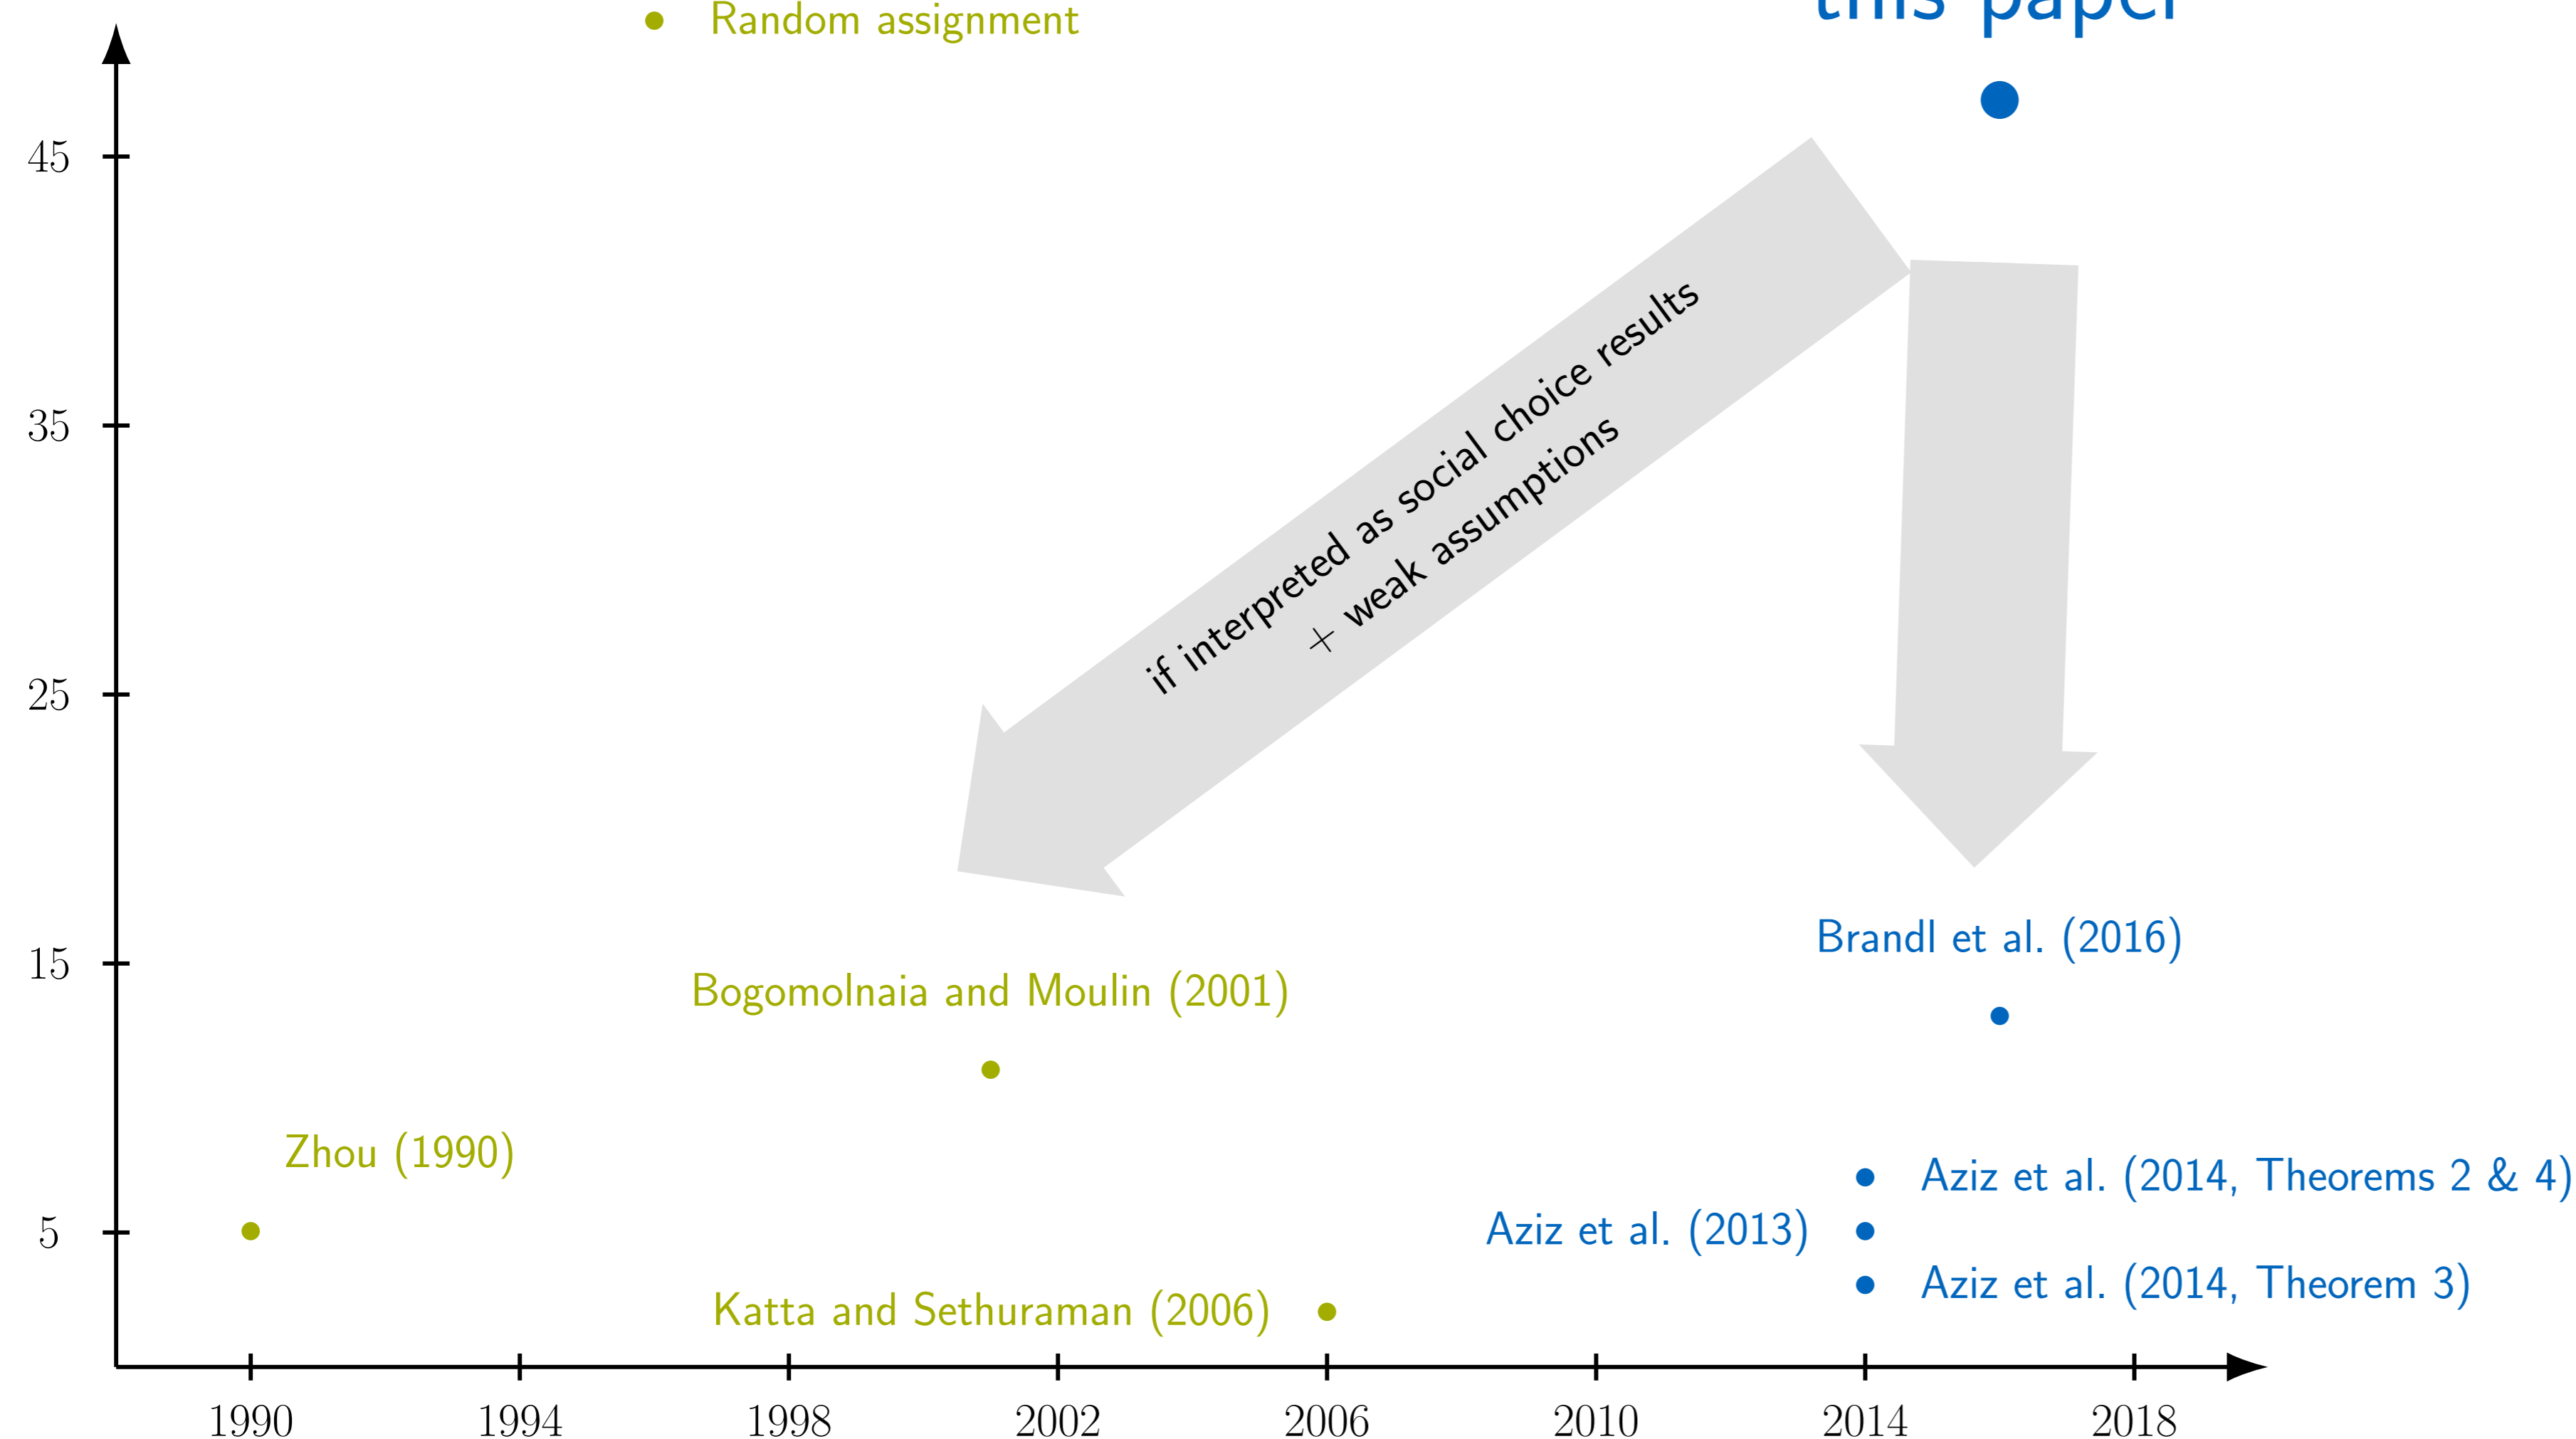 this paper
Random assignment
45
35
25
15
5
if interpreted as social choice results
+ weak assumptions
Brandl et al. (2016)
Bogomolnaia and Moulin (2001)
Zhou (1990)
Aziz et al. (2014, Theorems 2 & 4)
Aziz et al. (2013)
Aziz et al. (2014, Theorem 3)
Katta and Sethuraman (2006)
1990
1994
1998
2002
2006
2010
2014
2018